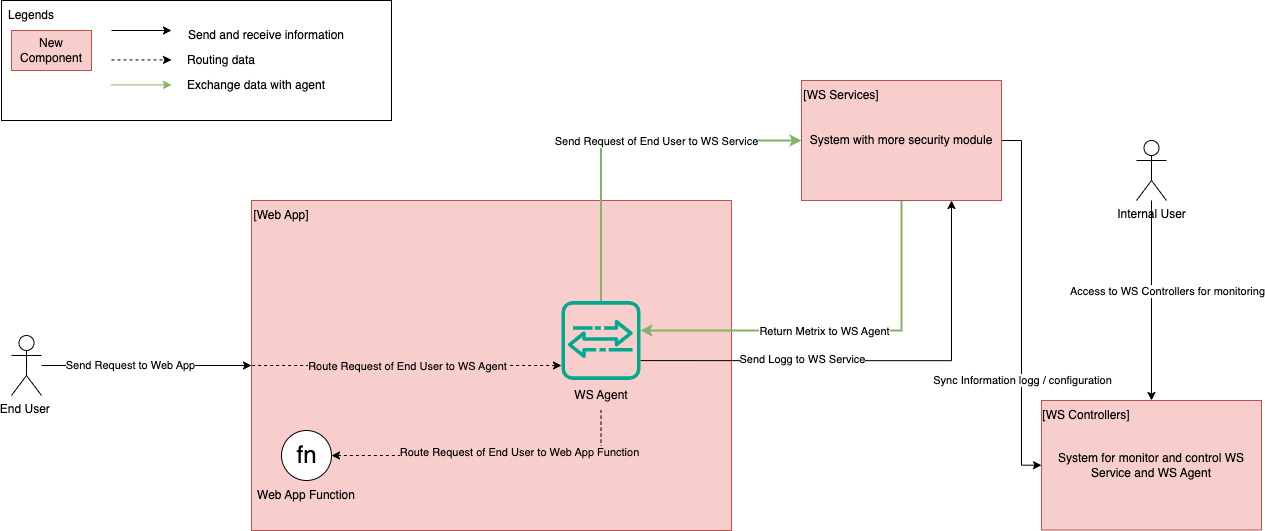 Legends
New
Component
Send and receive information
Routing data
Exchange data with agent
[WS Services]
System with more security module
Send Request of End User to WS Service
Internal User
[Web App]
Access to WS Controllers for monitoring
Return Metrix to WS Agent
Send Logg to WS Service
Send Request to Web App
Route Request of End User to WS Agent
End User
WS Agent
Sync Information logg / configuration
[WS Controllers]
System for monitor and control WS
Service and WS Agent
Route Request of End User to Web App Function
fn
Web App Function